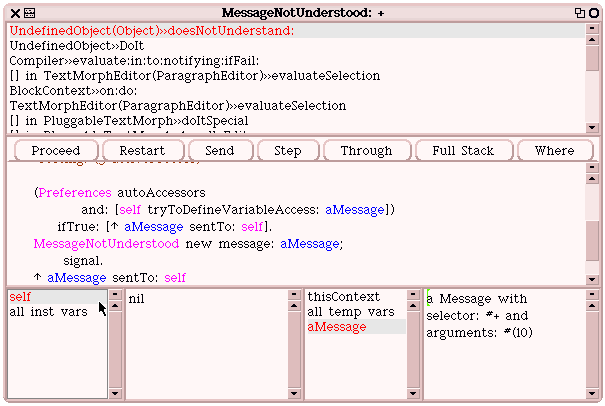 MessageNotUnderstood: +
UndefinedObject(Object)»doesNotUnderstand:
UndefinedObject»DoIt
Compiler»evaluate:in:to:notifying:ifFail:
[] in TextMorphEditor(ParagraphEditor)»evaluateSelection
BlockContext»on:do:
TextMorphEditor(ParagraphEditor)»evaluateSelection
[] in PluggableTextMorph»doItSpecial
Proceed Restart Send Step Through Full Stack Where
(Preferences autoAccessors
and: [self tryToDefineVariableAccess: aMessage])
ifTrue: [↑ aMessage sentTo: self].
MessageNotUnderstood new message: aMessage;
signal.
↑ aMessage sentTo: self
self
all inst vars
nil
thisContext
all temp vars
aMessage
a Message with
selector: #+ and
arguments: #(10)